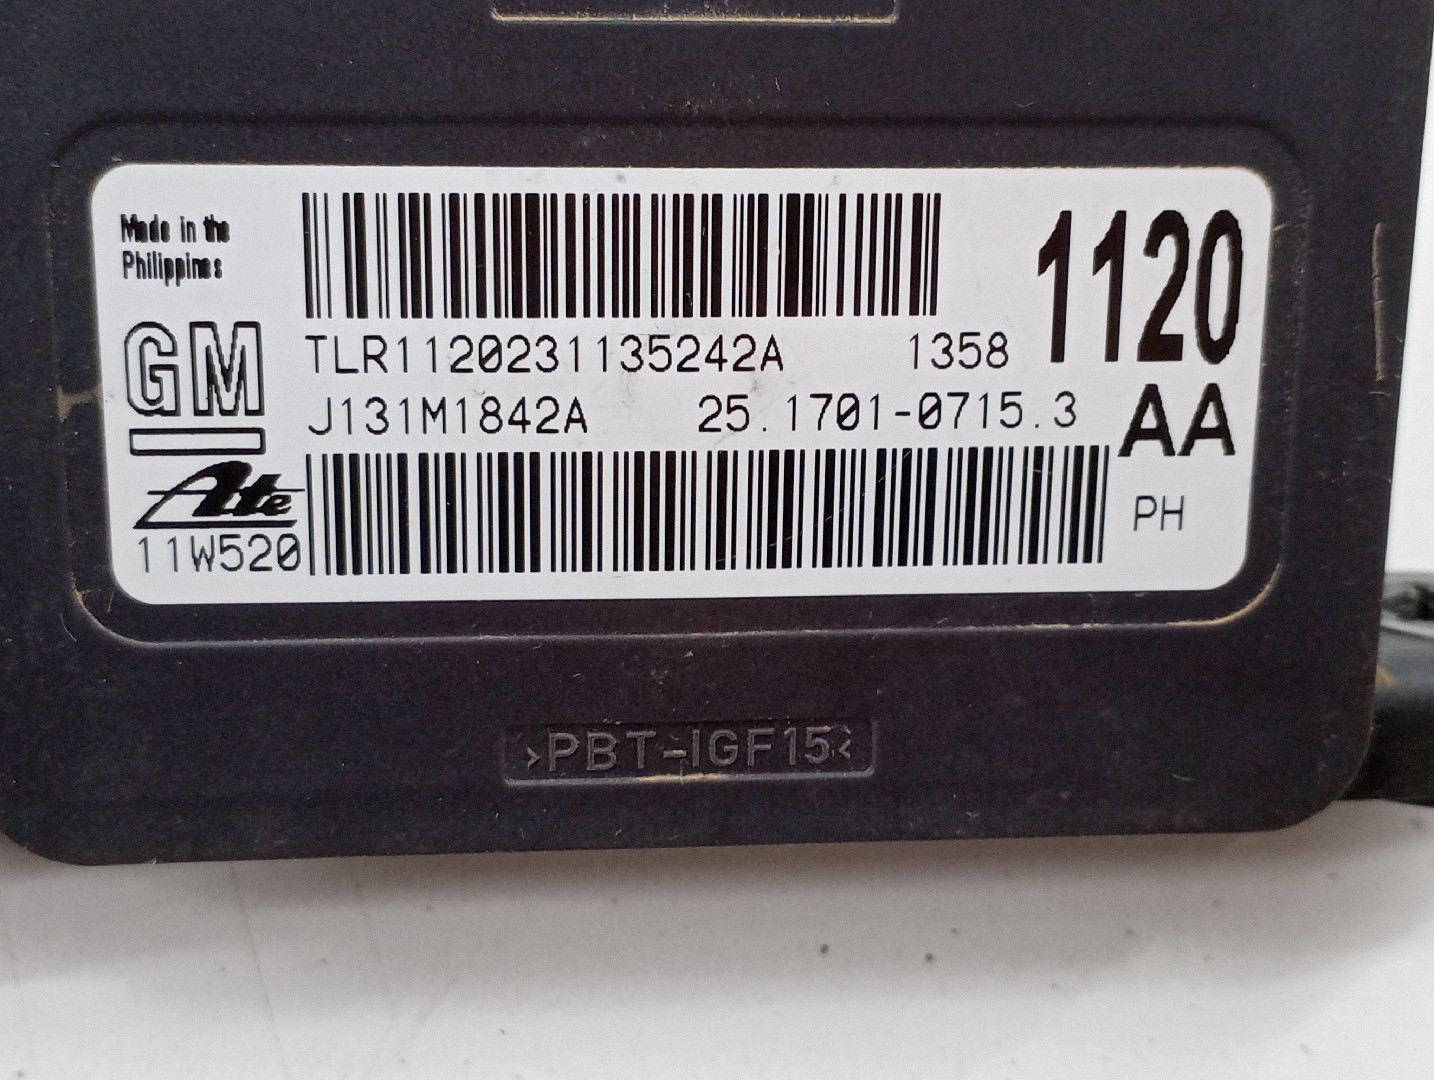 Made in the
Philippines
GM
Ate
11W520
TLR1120231135242A 1358
J131M1842A 25.1701-0715.3
1120
AA
PH
>PBT-IGF15<